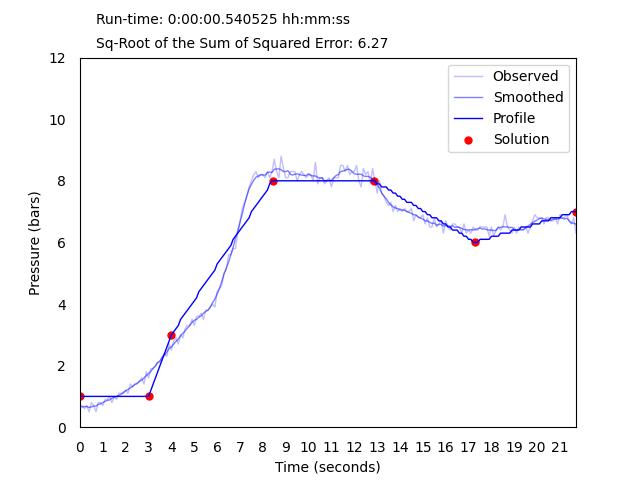 Run-time: 0:00:00.540525 hh:mm:ss
Sq-Root of the Sum of Squared Error: 6.27
Observed
Smoothed
Profile
Solution
12
10
8
6
4
2
0
Pressure (bars)
0 1 2 3 4 5 6 7 8 9 10 11 12 13 14 15 16 17 18 19 20 21
Time (seconds)